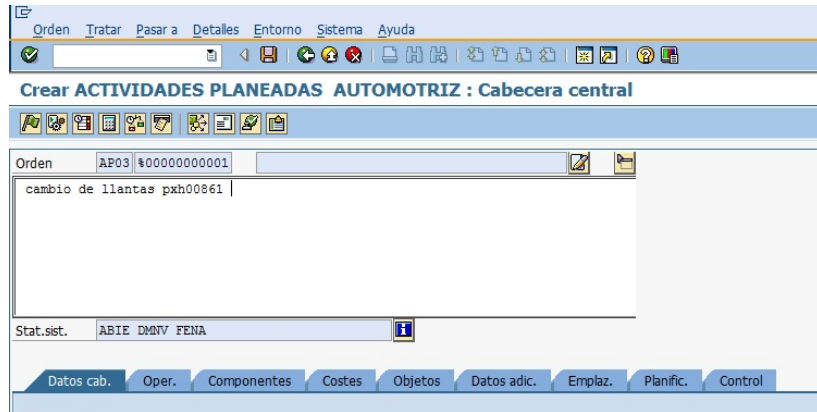 Orden Tratar Pasar a Detalles Entorno Sistema Ayuda
Crear ACTIVIDADES PLANEADAS AUTOMOTRIZ : Cabecera central
Orden AP03 %00000000001
cambio de llantas pxh00861
Stat.sist. ABIE DMNV FENA
Datos cab. Oper. Componentes Costes Objetos Datos adic. Emplaz. Planific. Control